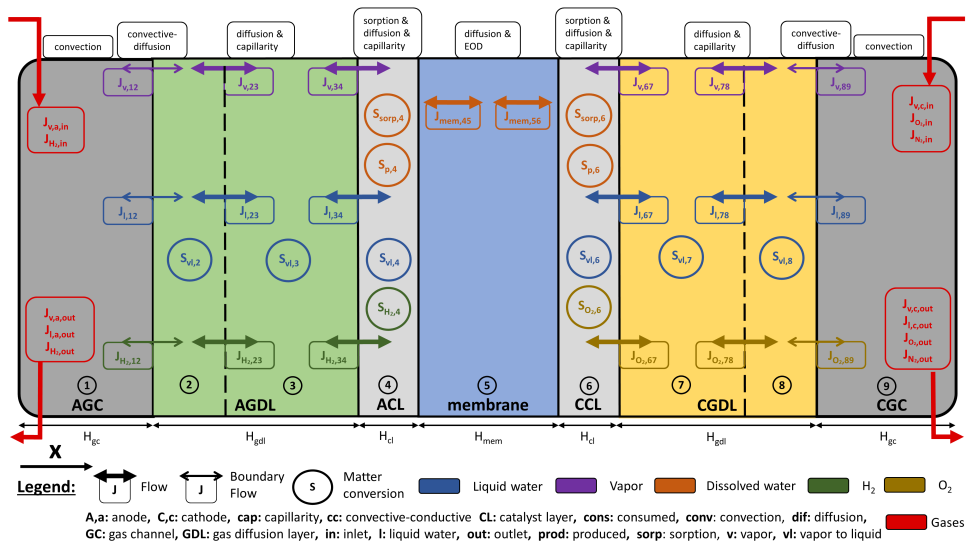 convection
convective-
diffusion
diffusion
& capillarity
sorption &
diffusion &
capillarity
diffusion &
EOD
sorption &
diffusion
& capillarity
diffusion
& capillarity
convective-
diffusion
convection
Jv,12
Jv,23
Jv,34
Jv,67
Jv,78
Jv,89
Jv,a,in
JH2,in
Ssorp,4
Jmem,45
Jmem,56
Ssorp,6
Jv,c,in
JO2,in
JN2,in
Sp,4
Sp,6
Jl,12
Jl,23
Jl,34
Jl,67
Jl,78
Jl,89
Svl,2
Svl,3
Svl,4
Svl,6
Svl,7
Svl,8
Jv,a,out
Jl,a,out
JH2,out
SH2,4
SO2,6
Jv,c,out
Jl,c,out
JO2,out
JN2,out
JH2,12
JH2,23
JH2,34
JO2,67
JO2,78
JO2,89
1
2
3
4
5
6
7
8
9
AGC
AGDL
ACL
membrane
CCL
CGDL
CGC
Hgc
Hgdl
Hcl
Hmem
Hcl
Hgdl
Hgc
x
Legend:
J
Flow
J
Boundary
Flow
S
Matter
conversion
Liquid water
Vapor
Dissolved water
H2
O2
A,a: anode, C,c: cathode, cap: capillarity, cc: convective-conductive CL: catalyst layer, cons: consumed, conv: convection, dif: diffusion,
GC: gas channel, GDL: gas diffusion layer, in: inlet, l: liquid water, out: outlet, prod: produced, sorp: sorption, v: vapor, vl: vapor to liquid
Gases